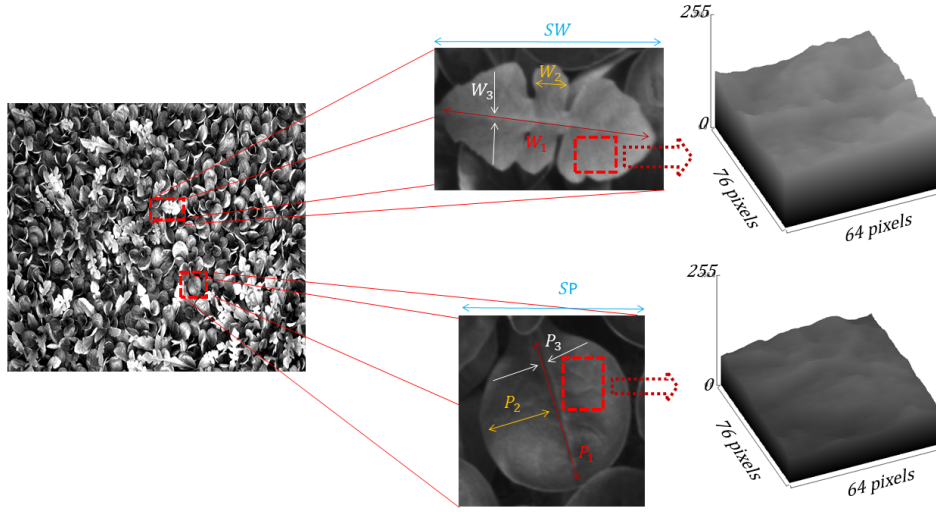 SW
W₂
W₃
W₁
255
0
76 pixels
64 pixels
SP
P₃
P₂
P₁
255
0
76 pixels
64 pixels